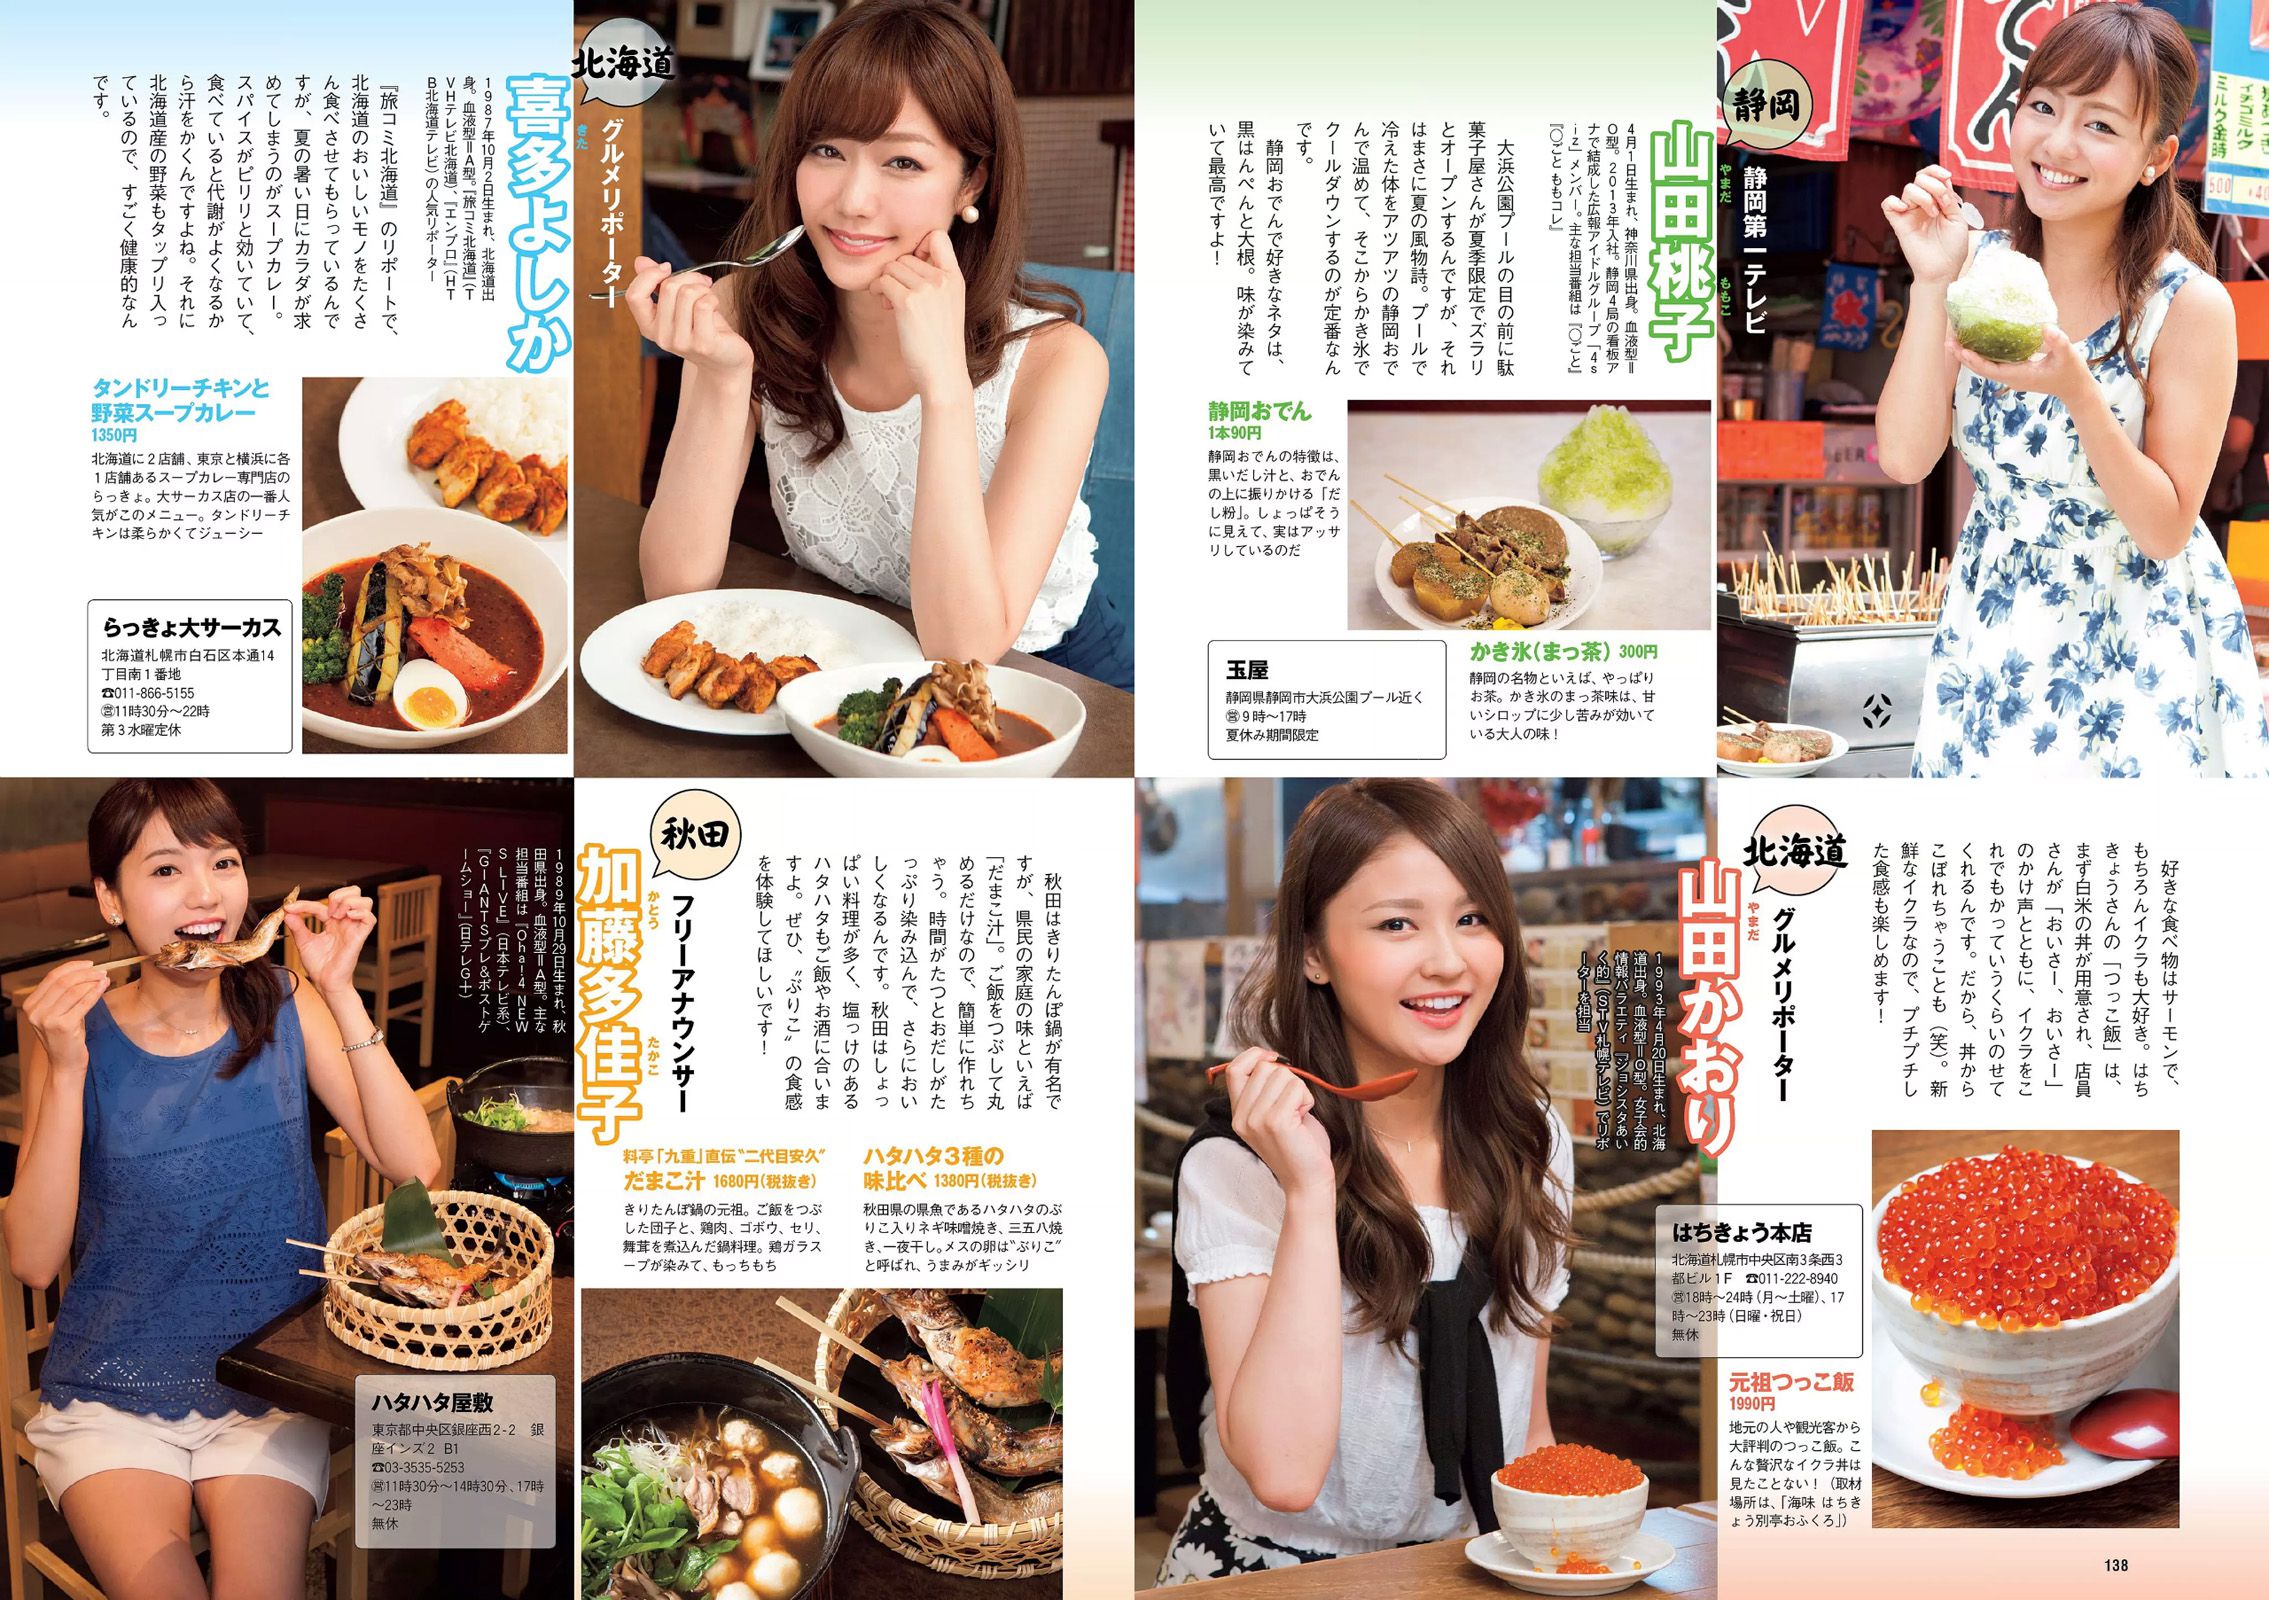 北海道
グルメリポーター
喜多よしか
きた
1987年10月2日生まれ、北海道出
身。血液型＝A型。『旅コミ北海道』（T
VHテレビ北海道）、『エンプロ』（HT
B北海道テレビ）の人気リポーター
『旅コミ北海道』のリポートで、
北海道のおいしいモノをたくさ
ん食べさせてもらっているんで
すが、夏の暑い日にカラダが求
めてしまうのがスープカレー。
スパイスがピリリと効いていて、
食べていると代謝がよくなるか
ら汗をかくんですよね。それに
北海道産の野菜もタップリ入っ
ているので、すごく健康的なん
です。
タンドリーチキンと
野菜スープカレー
1350円
北海道に２店舗、東京と横浜に各
１店舗あるスープカレー専門店の
らっきょ。大サーカス店の一番人
気がこのメニュー。タンドリーチ
キンは柔らかくてジューシー
らっきょ大サーカス
北海道札幌市白石区本通14
丁目南１番地
☎011-866-5155
㊡11時30分〜22時
第３水曜定休
静岡
静岡第一テレビ
山田桃子
やまだ
ももこ
4月1日生まれ、神奈川県出身。血液型＝
O型。2013年入社。静岡4局の看板ア
ナで結成した広報アイドルグループ「4s
iz」メンバー。主な担当番組は『○ごと』
『○ごとももコレ』
大浜公園プールの目の前に駄
菓子屋さんが夏季限定でズラリ
とオープンするんですが、それ
はまさに夏の風物詩。プールで
冷えた体をアツアツの静岡おで
んで温めて、そこからかき氷で
クールダウンするのが定番なん
です。
静岡おでんで好きなネタは、
黒はんぺんと大根。味が染みて
いて最高ですよ！
静岡おでん
1本90円
静岡おでんの特徴は、
黒いだし汁と、おでん
の上に振りかける「だ
し粉」。しょっぱそう
に見えて、実はアッサ
リしているのだ
玉屋
静岡県静岡市大浜公園プール近く
㊡９時〜17時
夏休み期間限定
かき氷（まっ茶） 300円
静岡の名物といえば、やっぱり
お茶。かき氷のまっ茶味は、甘
いシロップに少し苦みが効いて
いる大人の味！
イチゴミルク
ミルク金時
500
秋田
フリーアナウンサー
加藤多佳子
かとう
たかこ
1989年10月29日生まれ、秋
田県出身。血液型＝A型。主な
担当番組は『Oha!4 NEW
S LIVE』（日本テレビ系）、
『GIANTSプレ&ポストゲ
ームショー』（日テレG+）
秋田はきりたんぽ鍋が有名で
すが、県民の家庭の味といえば
「だまこ汁」。ご飯をつぶして丸
めるだけなので、簡単に作れち
ゃう。時間がたつとおだしがた
っぷり染み込んで、さらにおい
しくなるんです。秋田はしょっ
ぱい料理が多く、塩っけのある
ハタハタもご飯やお酒に合いま
すよ。ぜひ、〝ぶりこ〟の食感
を体験してほしいです！
料亭「九重」直伝“二代目安久”
だまこ汁 1680円（税抜き）
きりたんぽ鍋の元祖。ご飯をつぶ
した団子と、鶏肉、ゴボウ、セリ、
舞茸を煮込んだ鍋料理。鶏ガラス
ープが染みて、もっちもち
ハタハタ３種の
味比べ 1380円（税抜き）
秋田県の県魚であるハタハタのぶ
りこ入りネギ味噌焼き、三五八焼
き、一夜干し。メスの卵は“ぶりこ”
と呼ばれ、うまみがギッシリ
ハタハタ屋敷
東京都中央区銀座西2-2　銀
座インズ２ B1
☎03-3535-5253
㊡11時30分〜14時30分、17時
〜23時
無休
北海道
グルメリポーター
山田かおり
やまだ
1993年4月20日生まれ、北海
道出身。血液型＝O型。女子会的
情報バラエティ『ジョシスタあい
く的』（STV札幌テレビ）でリポ
ーターを担当
好きな食べ物はサーモンで、
もちろんイクラも大好き。はち
きょうさんの「つっこ飯」は、
まず白米の丼が用意され、店員
さんが「おいさー、おいさー」
のかけ声とともに、イクラをこ
れでもかっていうくらいのせて
くれるんです。だから、丼から
こぼれちゃうことも（笑）。新
鮮なイクラなので、プチプチし
た食感も楽しめます！
はちきょう本店
北海道札幌市中央区南３条西３
都ビル１F　☎011-222-8940
㊡18時〜24時（月〜土曜）、17
時〜23時（日曜・祝日）
無休
元祖つっこ飯
1990円
地元の人や観光客から
大評判のつっこ飯。こ
んな贅沢なイクラ丼は
見たことない！（取材
場所は、「海味 はちき
ょう別亭おふくろ」）
138